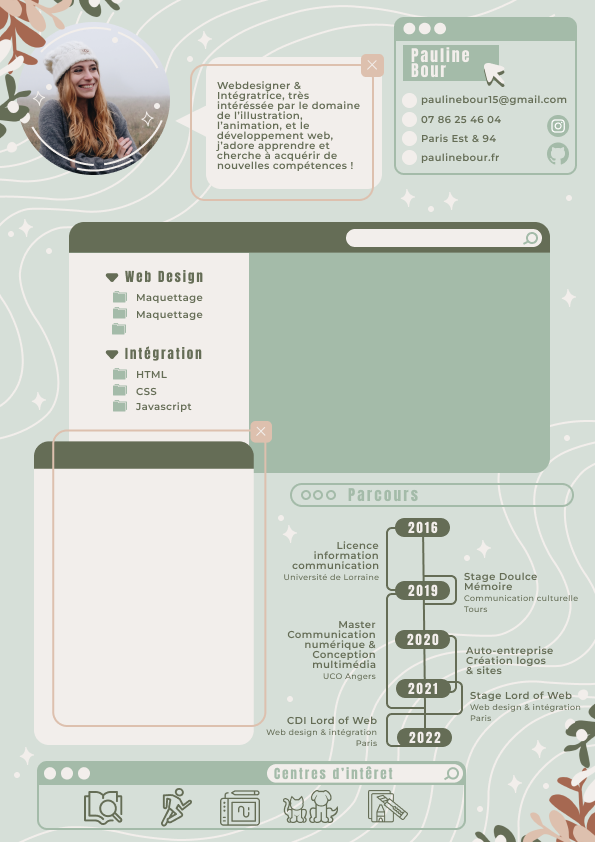 Pauline
Bour
paulinebour15@gmail.com
07 86 25 46 04
Paris Est & 94
paulinebour.fr
Webdesigner &
Intégratrice, très
intéréssée par le domaine
de l'illustration,
l'animation, et le
développement web,
j'adore apprendre et
cherche à acquérir de
nouvelles compétences !
Web Design
Maquettage
Maquettage
Intégration
HTML
CSS
Javascript
Parcours
2016
Licence
information
communication
Université de Lorraine
2019
Stage Doulce
Mémoire
Communication culturelle
Tours
Master
Communication
numérique &
Conception
multimédia
UCO Angers
2020
Auto-entreprise
Création logos
& sites
2021
Stage Lord of Web
Web design & intégration
Paris
CDI Lord of Web
Web design & intégration
Paris
2022
Centres d'intêret